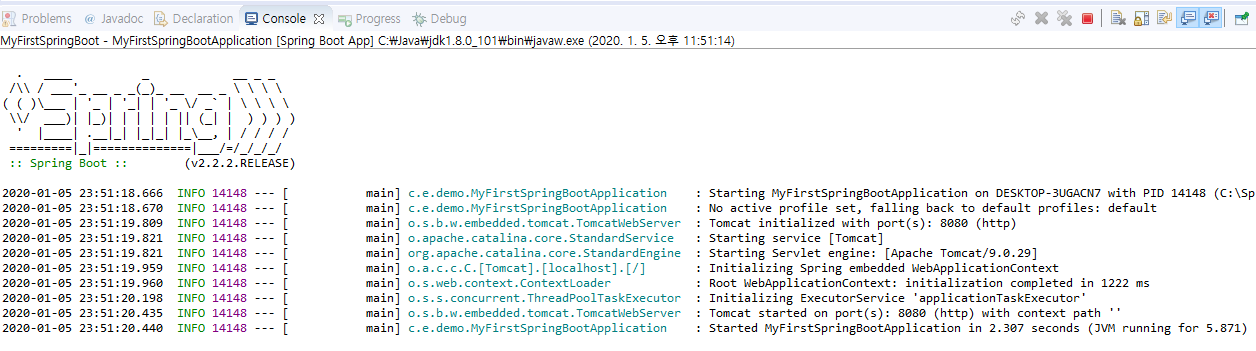 Problems @ Javadoc Declaration Console Progress Debug
MyFirstSpringBoot - MyFirstSpringBootApplication [Spring Boot App] C:₩Java₩jdk1.8.0_101₩bin₩javaw.exe (2020. 1. 5. 오후 11:51:14)
  .   ____          _            __ _ _
 /\\ / ___'_ __ _ _(_)_ __  __ _ \ \ \ \
( ( )\___ | '_ | '_| | '_ \/ _` | \ \ \ \
 \\/  ___)| |_)| | | | | || (_| |  ) ) ) )
  '  |____| .__|_| |_|_| |_\__, | / / / /
 =========|_|==============|___/=/_/_/_/
 :: Spring Boot ::        (v2.2.2.RELEASE)
2020-01-05 23:51:18.666  INFO 14148 --- [           main] c.e.demo.MyFirstSpringBootApplication    : Starting MyFirstSpringBootApplication on DESKTOP-3UGACN7 with PID 14148 (C:\Sp
2020-01-05 23:51:18.670  INFO 14148 --- [           main] c.e.demo.MyFirstSpringBootApplication    : No active profile set, falling back to default profiles: default
2020-01-05 23:51:19.809  INFO 14148 --- [           main] o.s.b.w.embedded.tomcat.TomcatWebServer  : Tomcat initialized with port(s): 8080 (http)
2020-01-05 23:51:19.821  INFO 14148 --- [           main] o.apache.catalina.core.StandardService   : Starting service [Tomcat]
2020-01-05 23:51:19.821  INFO 14148 --- [           main] org.apache.catalina.core.StandardEngine  : Starting Servlet engine: [Apache Tomcat/9.0.29]
2020-01-05 23:51:19.959  INFO 14148 --- [           main] o.a.c.c.C.[Tomcat].[localhost].[/]       : Initializing Spring embedded WebApplicationContext
2020-01-05 23:51:19.960  INFO 14148 --- [           main] o.s.web.context.ContextLoader            : Root WebApplicationContext: initialization completed in 1222 ms
2020-01-05 23:51:20.198  INFO 14148 --- [           main] o.s.s.concurrent.ThreadPoolTaskExecutor  : Initializing ExecutorService 'applicationTaskExecutor'
2020-01-05 23:51:20.435  INFO 14148 --- [           main] o.s.b.w.embedded.tomcat.TomcatWebServer  : Tomcat started on port(s): 8080 (http) with context path ''
2020-01-05 23:51:20.440  INFO 14148 --- [           main] c.e.demo.MyFirstSpringBootApplication    : Started MyFirstSpringBootApplication in 2.307 seconds (JVM running for 5.871)